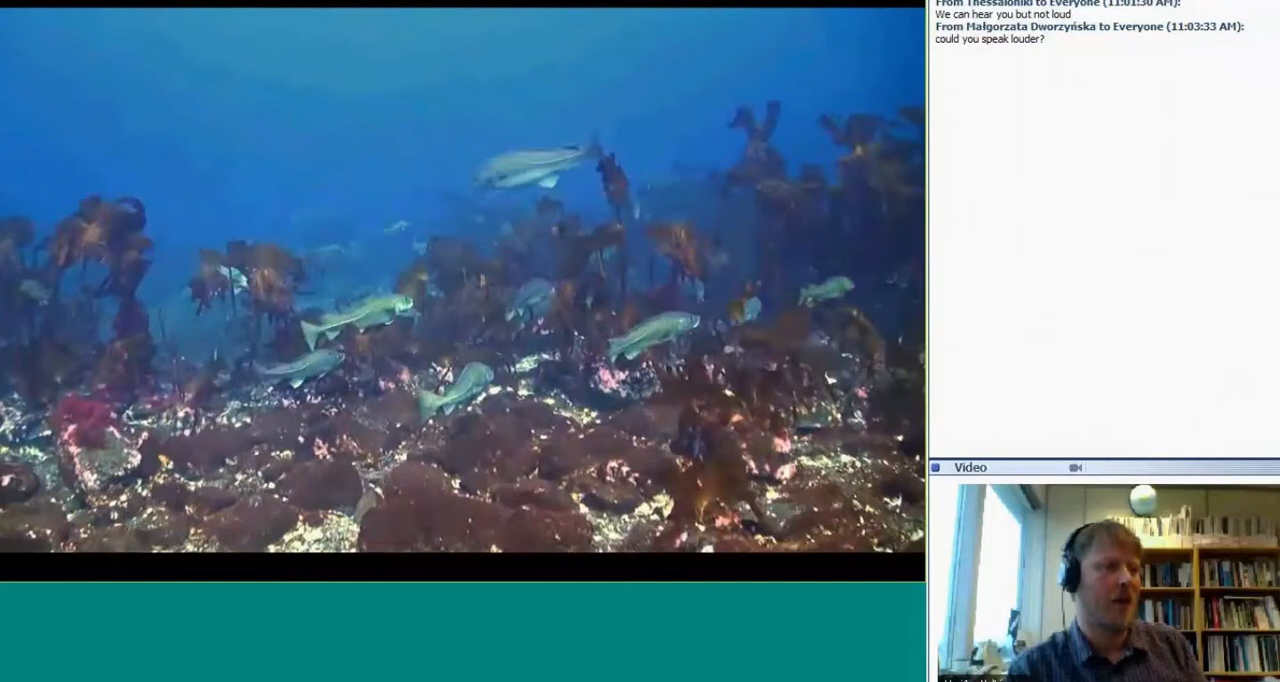 From Thessaloniki to Everyone (11:01:30 AM):
We can hear you but not loud
From Małgorzata Dworzyńska to Everyone (11:03:33 AM):
could you speak louder?
Video